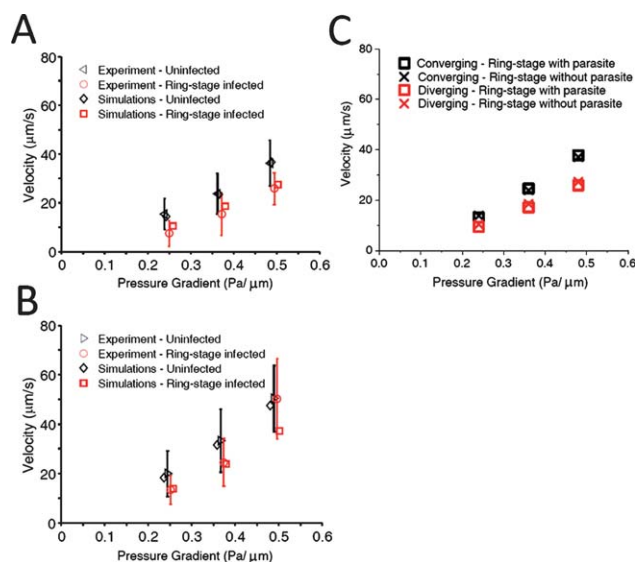 A
80
60
40
20
0
Velocity (μm/s)
Experiment - Uninfected
Experiment - Ring-stage infected
Simulations - Uninfected
Simulations - Ring-stage infected
0 0.1 0.2 0.3 0.4 0.5 0.6
Pressure Gradient (Pa/ μm)
C
80
60
40
20
0
Velocity (μm/s)
Converging - Ring-stage with parasite
Converging - Ring-stage without parasite
Diverging - Ring-stage with parasite
Diverging - Ring-stage without parasite
0.0 0.1 0.2 0.3 0.4 0.5 0.6
Pressure Gradient (Pa/ μm)
B
80
60
40
20
0
Velocity (μm/s)
Experiment - Uninfected
Experiment - Ring-stage infected
Simulations - Uninfected
Simulations - Ring-stage infected
0 0.1 0.2 0.3 0.4 0.5 0.6
Pressure Gradient (Pa/ μm)